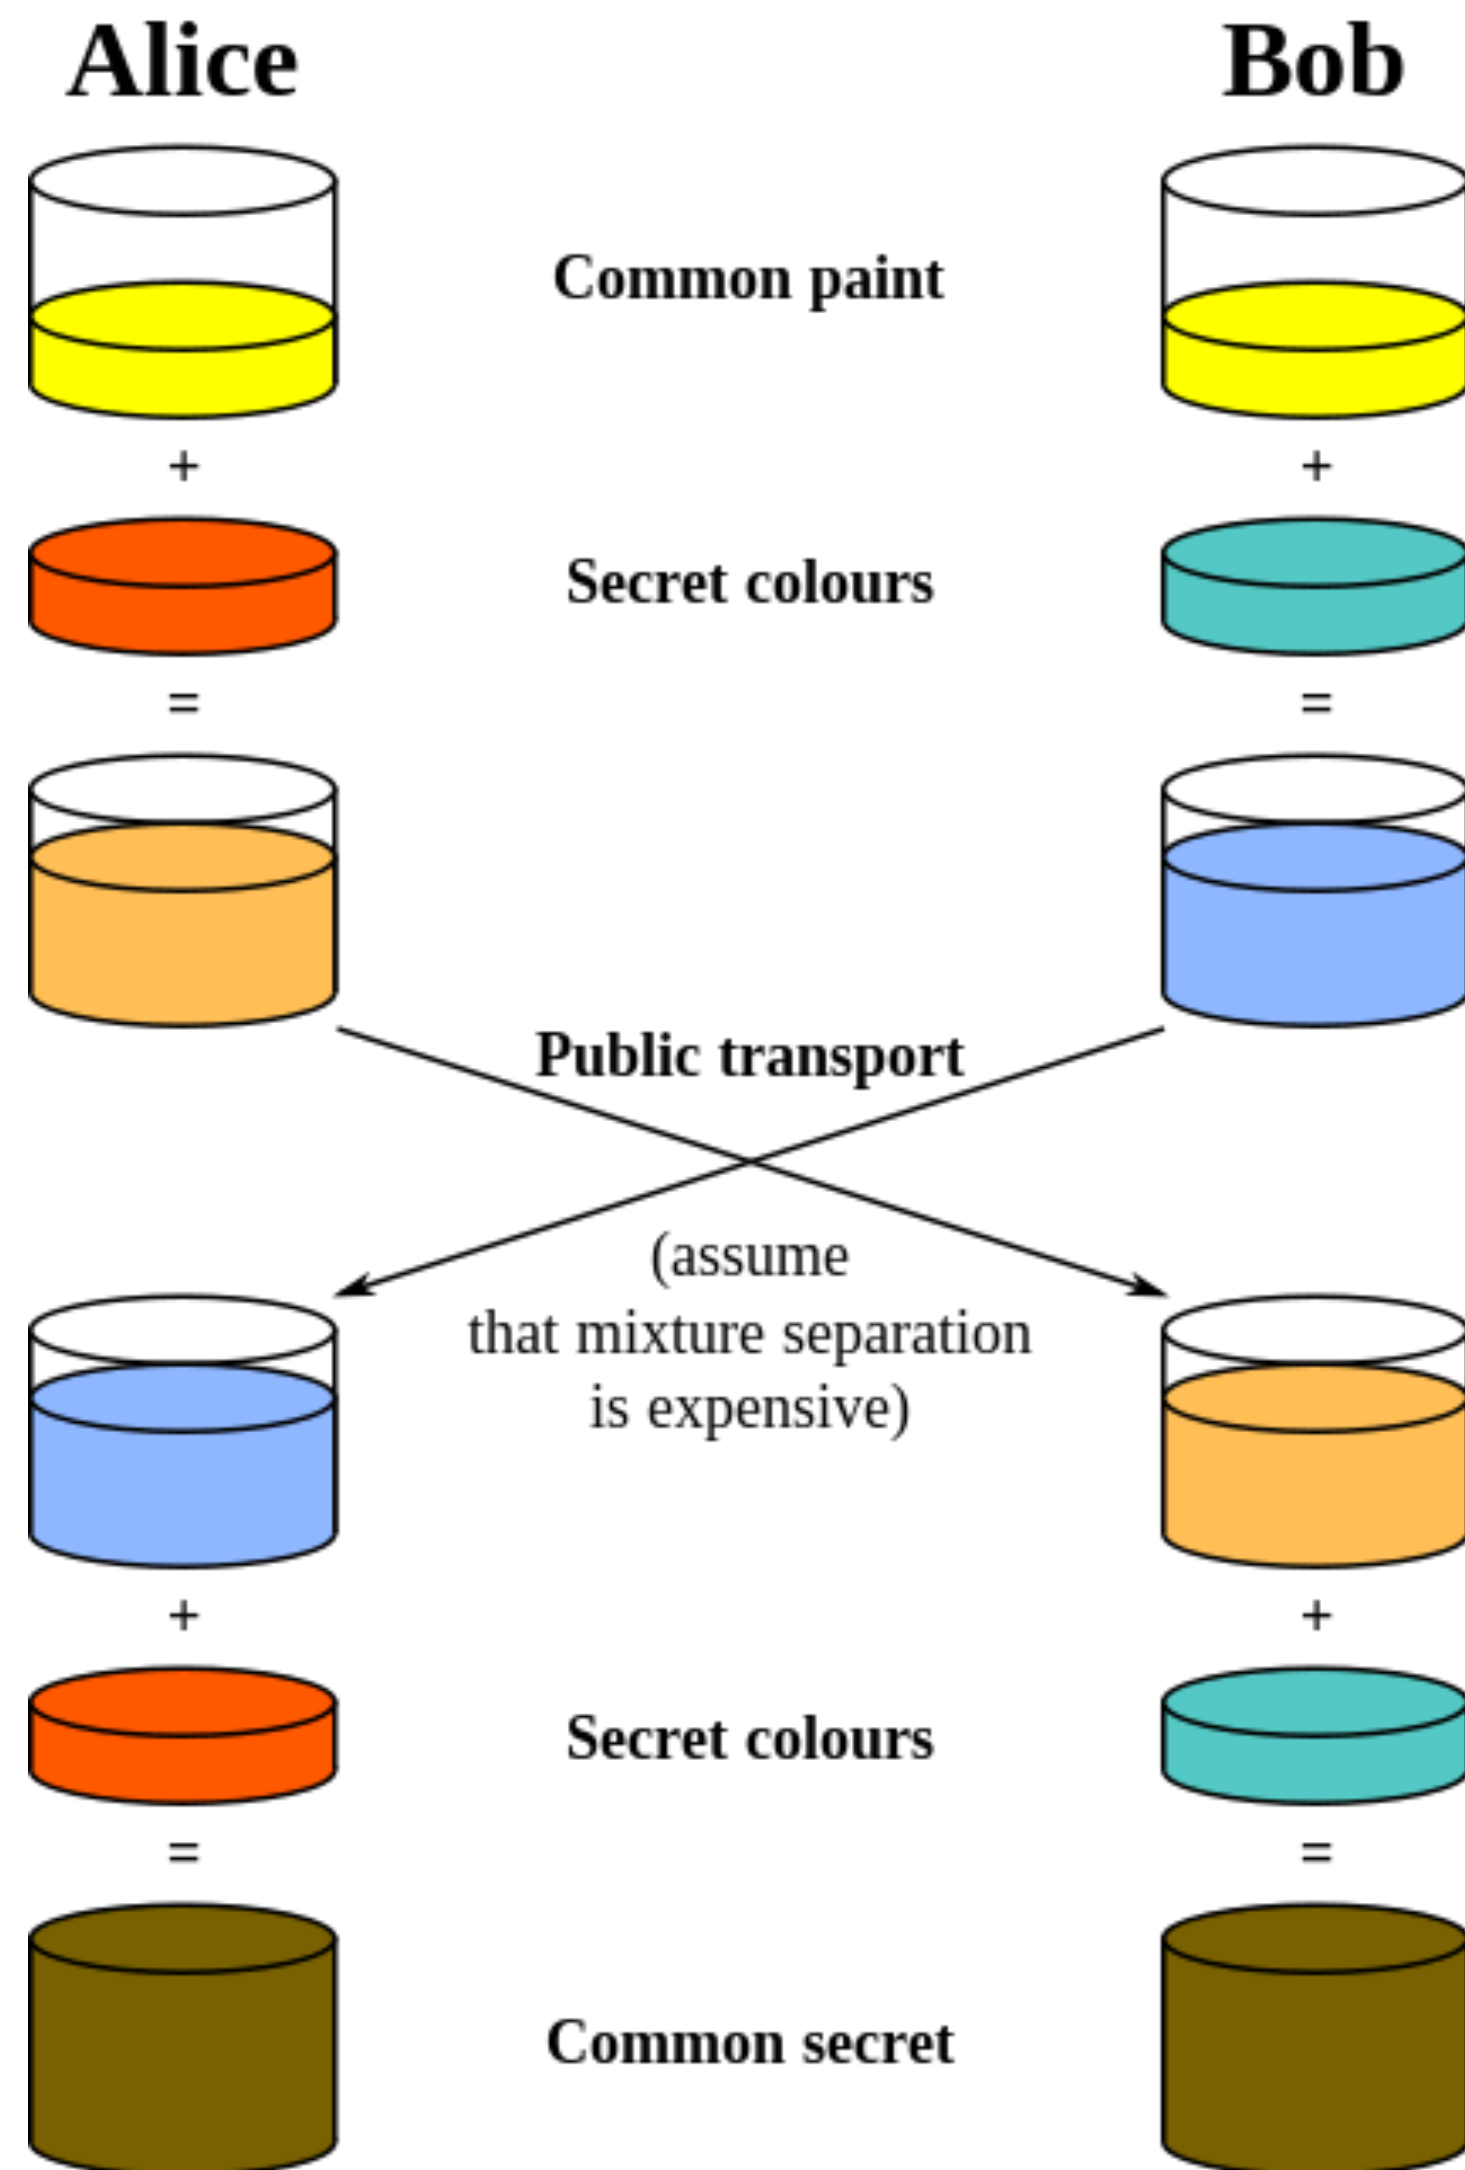 Alice
Bob
Common paint
+
+
Secret colours
=
=
Public transport
(assume
that mixture separation
is expensive)
+
+
Secret colours
=
=
Common secret